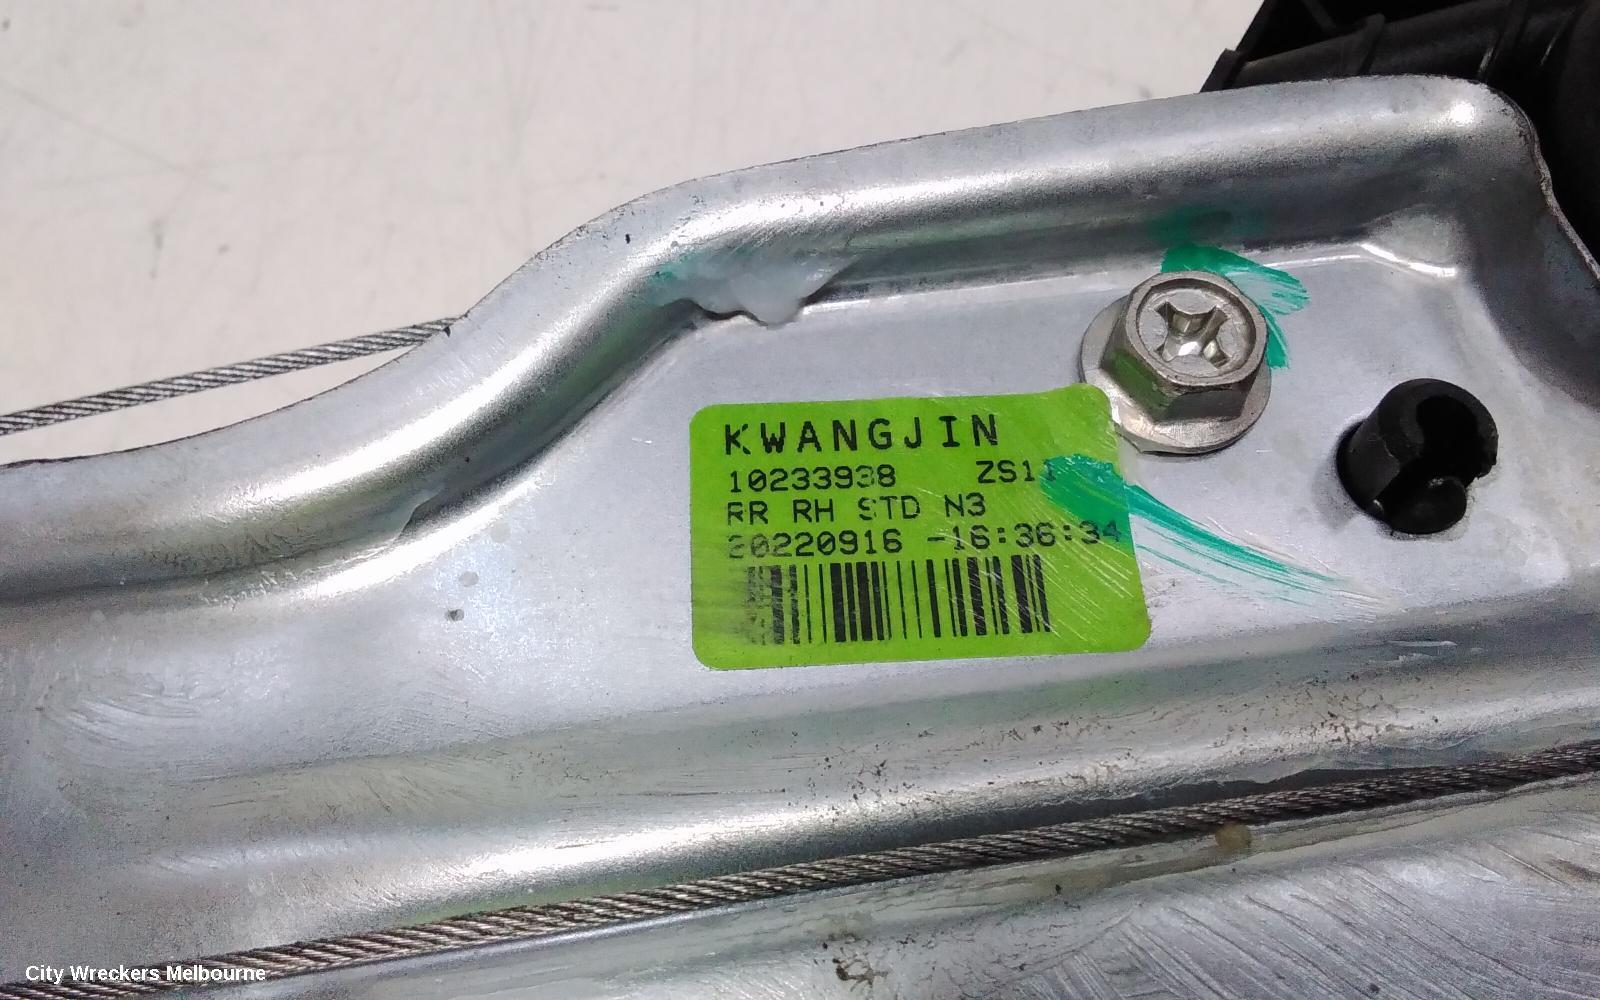 KWANGJIN
10233938 ZS11
RR RH STD N3
20220916 -16:36:34
City Wreckers Melbourne